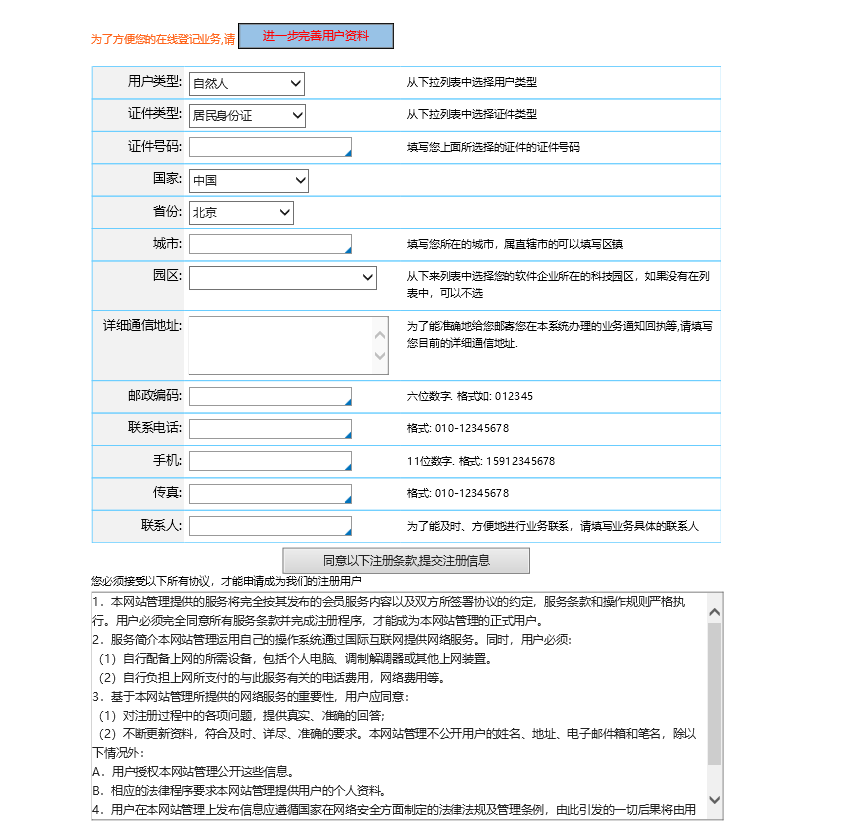 为了方便您的在线登记业务,请 进一步完善用户资料
用户类型: 自然人 从下拉列表中选择用户类型
证件类型: 居民身份证 从下拉列表中选择证件类型
证件号码: 填写您上面所选择的证件的证件号码
国家: 中国
省份: 北京
城市: 填写您所在的城市，属直辖市的可以填写区镇
园区: 从下来列表中选择您的软件企业所在的科技园区，如果没有在列
表中，可以不选
详细通信地址: 为了能准确地给您邮寄您在本系统办理的业务通知回执等,请填写
您目前的详细通信地址.
邮政编码: 六位数字. 格式如: 012345
联系电话: 格式: 010-12345678
手机: 11位数字. 格式: 15912345678
传真: 格式: 010-12345678
联系人: 为了能及时、方便地进行业务联系，请填写业务具体的联系人
同意以下注册条款,提交注册信息
您必须接受以下所有协议，才能申请成为我们的注册用户
1．本网站管理提供的服务将完全按其发布的会员服务内容以及双方所签署协议的约定，服务条款和操作规则严格执
行。用户必须完全同意所有服务条款并完成注册程序，才能成为本网站管理的正式用户。
2．服务简介本网站管理运用自己的操作系统通过国际互联网提供网络服务。同时，用户必须：
（1）自行配备上网的所需设备，包括个人电脑、调制解调器或其他上网装置。
（2）自行负担上网所支付的与此服务有关的电话费用，网络费用等。
3．基于本网站管理所提供的网络服务的重要性，用户应同意：
（1）对注册过程中的各项问题，提供真实、准确的回答；
（2）不断更新资料，符合及时、详尽、准确的要求。本网站管理不公开用户的姓名、地址、电子邮件箱和笔名，除以
下情况外：
A．用户授权本网站管理公开这些信息。
B．相应的法律程序要求本网站管理提供用户的个人资料。
4．用户在本网站管理上发布信息应遵循国家在网络安全方面制定的法律法规及管理条例，由此引发的一切后果将由用